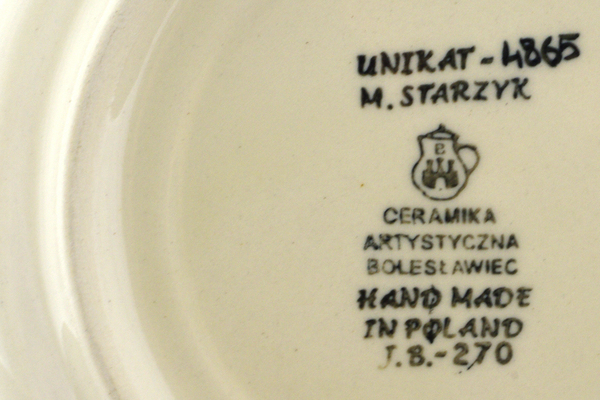 UNIKAT - 4865
M. STARZYK
CERAMIKA
ARTYSTYCZNA
BOLESŁAWIEC
HAND MADE
IN POLAND
J.B.-270